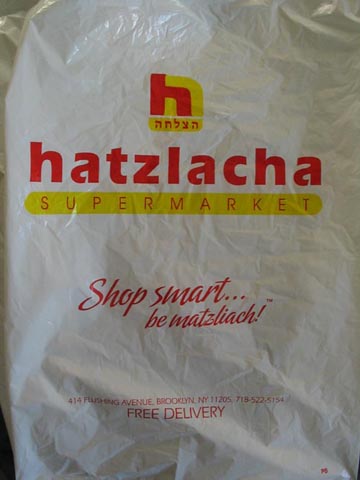 h
הצלחה
hatzlacha
SUPERMARKET
Shop smart...
be matzliach!™
414 FLUSHING AVENUE, BROOKLYN, NY 11205, 718-522-5154
FREE DELIVERY